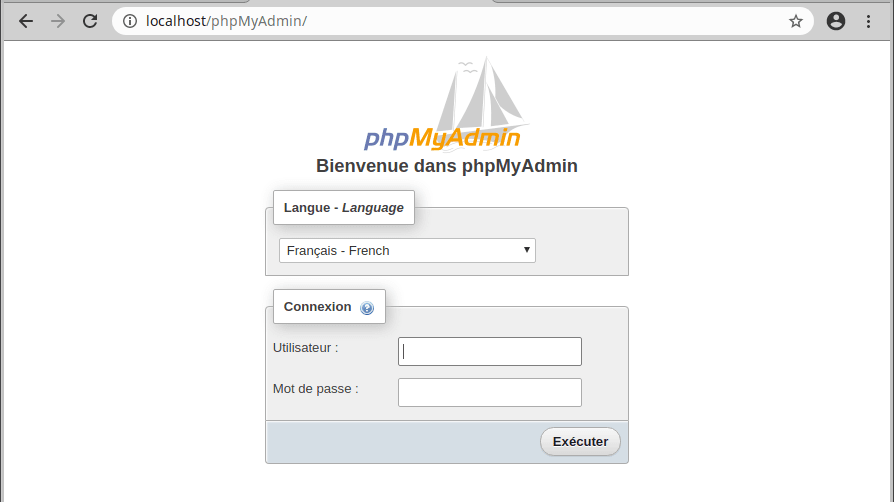 localhost/phpMyAdmin/
phpMyAdmin
Bienvenue dans phpMyAdmin
Langue - Language
Français - French
Connexion
Utilisateur :
Mot de passe :
Exécuter